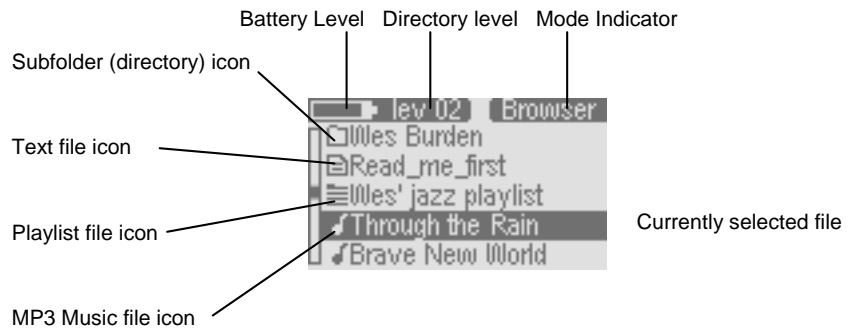 Battery Level Directory level Mode Indicator
Subfolder (directory) icon
lev 02 Browser
Wes Burden
Text file icon
Read_me_first
Wes' jazz playlist
Playlist file icon
Through the Rain
Currently selected file
Brave New World
MP3 Music file icon